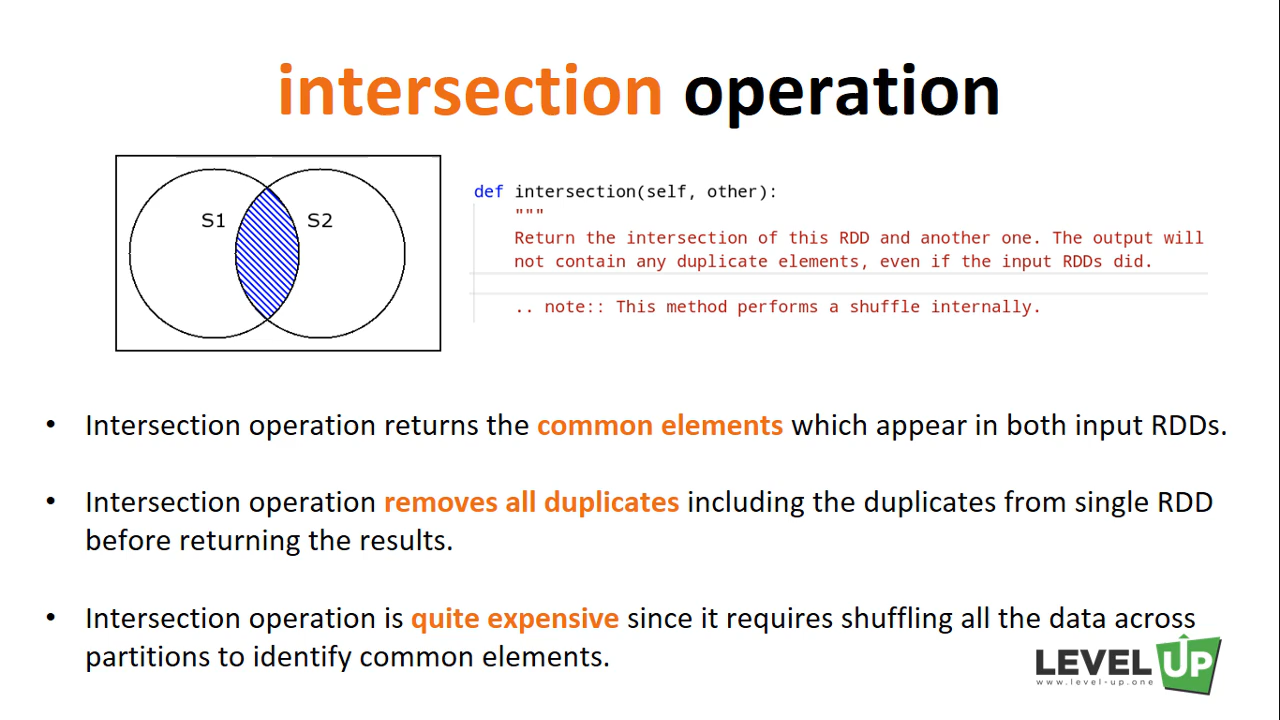 intersection operation
S1 S2
def intersection(self, other):
"""
Return the intersection of this RDD and another one. The output will
not contain any duplicate elements, even if the input RDDs did.
.. note:: This method performs a shuffle internally.
• Intersection operation returns the common elements which appear in both input RDDs.
• Intersection operation removes all duplicates including the duplicates from single RDD
before returning the results.
• Intersection operation is quite expensive since it requires shuffling all the data across
partitions to identify common elements.
LEVEL UP
www.level-up.one